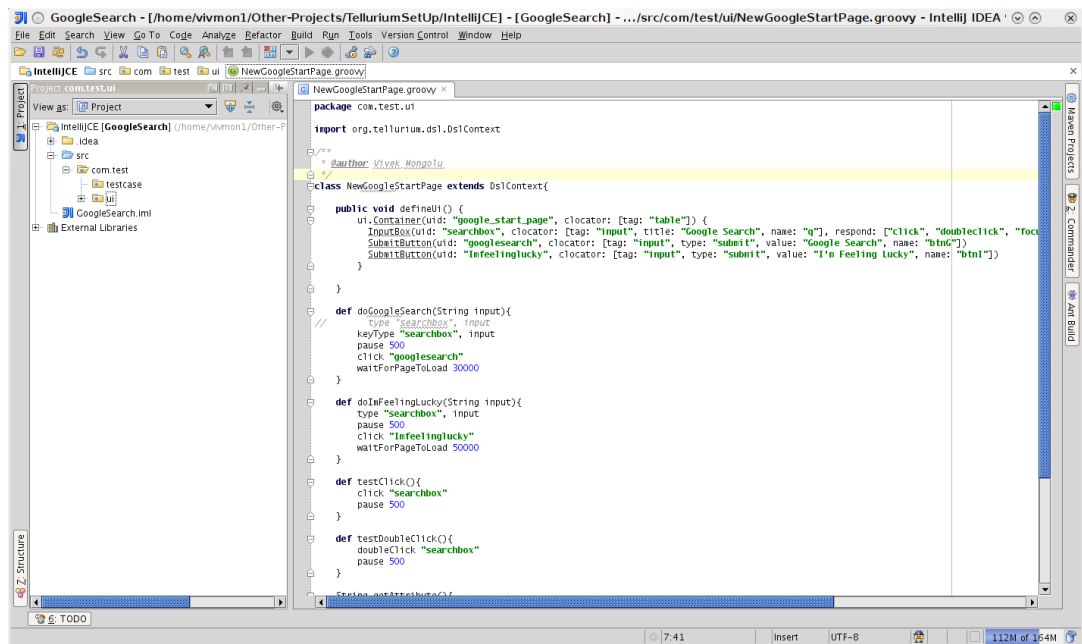 GoogleSearch - [/home/vivmon1/Other-Projects/TelluriumSetUp/IntelliJCE] - [GoogleSearch] - .../src/com/test/ui/NewGoogleStartPage.groovy - IntelliJ IDEA
File Edit Search View Go To Code Analyze Refactor Build Run Tools Version Control Window Help
IntelliJCE src com test ui NewGoogleStartPage.groovy
Project com.test.ui
View as: Project
1: Project
IntelliJCE [GoogleSearch] (/home/vivmon1/Other-P
.idea
src
com.test
testcase
ui
GoogleSearch.iml
External Libraries
Z: Structure
NewGoogleStartPage.groovy
package com.test.ui
import org.tellurium.dsl.DslContext
/**
* @author Vivek Mongolu
*/
class NewGoogleStartPage extends DslContext{
public void defineUi() {
ui.Container(uid: "google_start_page", clocator: [tag: "table"]) {
InputBox(uid: "searchbox", clocator: [tag: "input", title: "Google Search", name: "q"], respond: ["click", "doubleclick", "focu
SubmitButton(uid: "googlesearch", clocator: [tag: "input", type: "submit", value: "Google Search", name: "btnG"])
SubmitButton(uid: "Imfeelinglucky", clocator: [tag: "input", type: "submit", value: "I'm Feeling Lucky", name: "btnI"])
}
}
def doGoogleSearch(String input){
// type "searchbox", input
keyType "searchbox", input
pause 500
click "googlesearch"
waitForPageToLoad 30000
}
def doImFeelingLucky(String input){
type "searchbox", input
pause 500
click "Imfeelinglucky"
waitForPageToLoad 50000
}
def testClick(){
click "searchbox"
pause 500
}
def testDoubleClick(){
doubleClick "searchbox"
pause 500
}
String getAttribute(){
Maven Projects
2: Commander
Ant Build
6: TODO
7:41 Insert UTF-8 112M of 164M